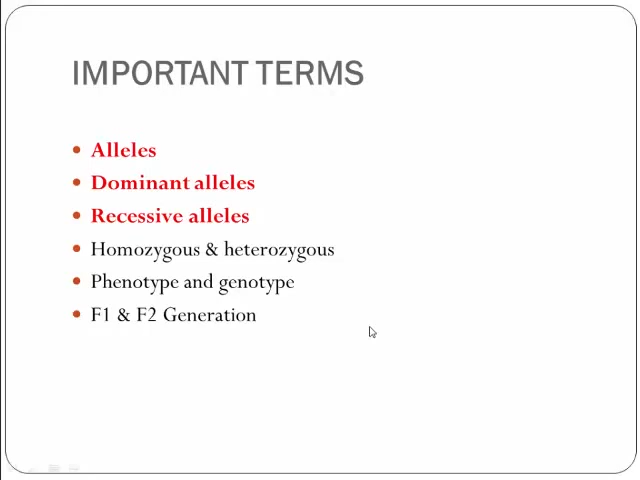 IMPORTANT TERMS
• Alleles
• Dominant alleles
• Recessive alleles
• Homozygous & heterozygous
• Phenotype and genotype
• F1 & F2 Generation